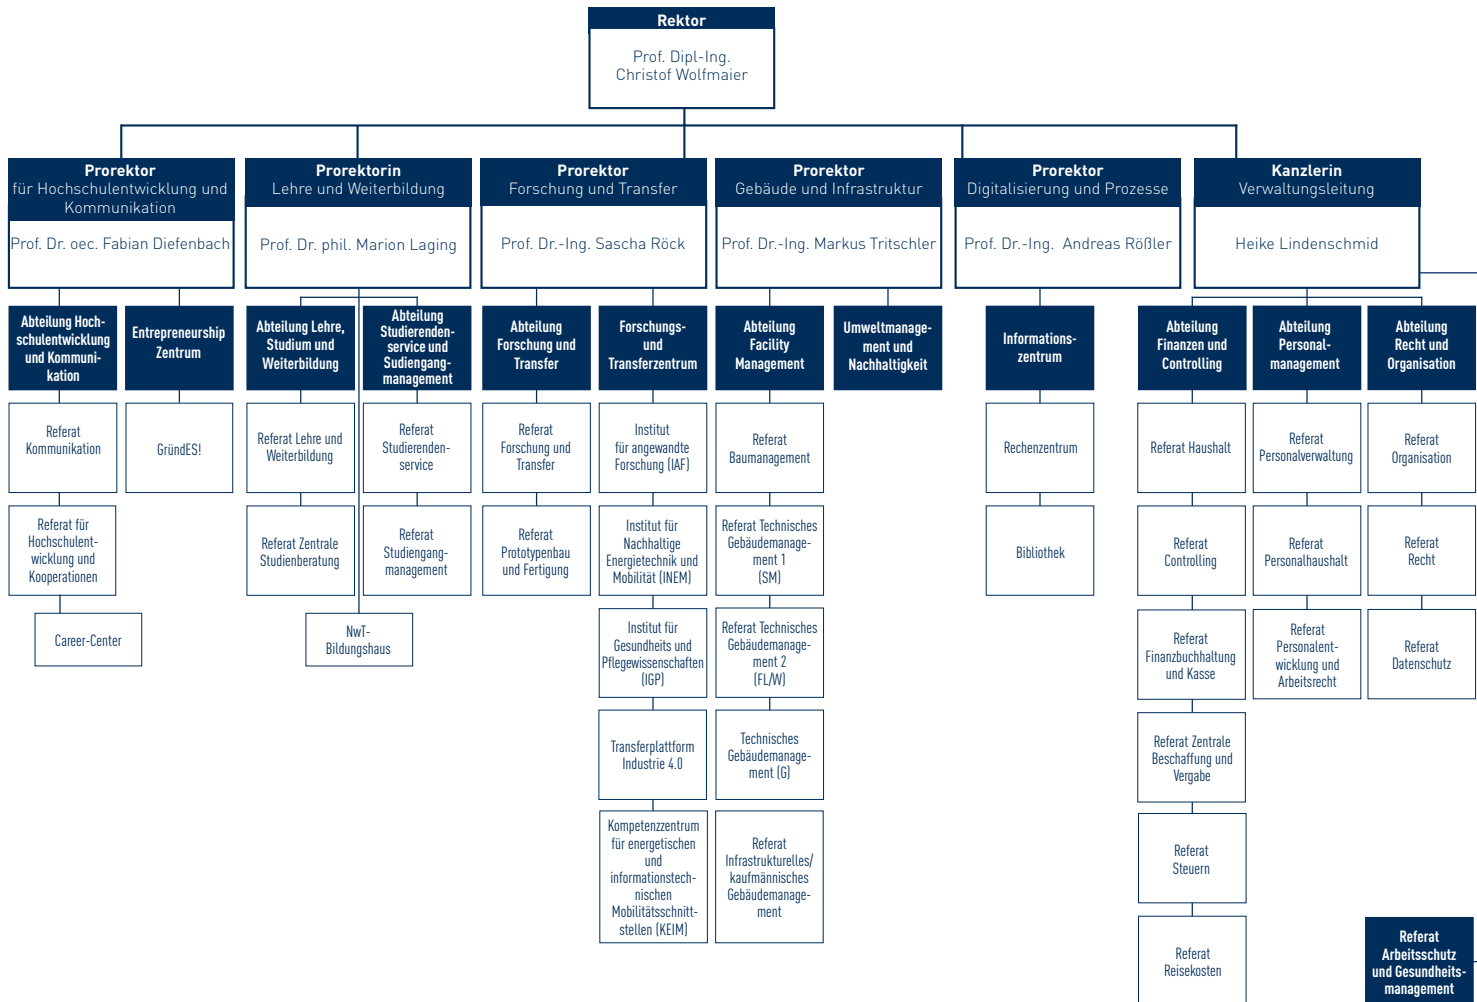 Rektor
Prof. Dipl-Ing.
Christof Wolfmaier
Prorektor
für Hochschulentwicklung und
Kommunikation
Prof. Dr. oec. Fabian Diefenbach
Prorektorin
Lehre und Weiterbildung
Prof. Dr. phil. Marion Laging
Prorektor
Forschung und Transfer
Prof. Dr.-Ing. Sascha Röck
Prorektor
Gebäude und Infrastruktur
Prof. Dr.-Ing. Markus Tritschler
Prorektor
Digitalisierung und Prozesse
Prof. Dr.-Ing. Andreas Rößler
Kanzlerin
Verwaltungsleitung
Heike Lindenschmid
Abteilung Hoch-
schulentwicklung
und Kommuni-
kation
Referat
Kommunikation
Referat für
Hochschulent-
wicklung und
Kooperationen
Career-Center
Entrepreneurship
Zentrum
GründES!
Abteilung Lehre,
Studium und
Weiterbildung
Referat Lehre und
Weiterbildung
Referat Zentrale
Studienberatung
NwT-
Bildungshaus
Abteilung
Studierenden-
service und
Sudiengang-
management
Referat
Studierenden-
service
Referat
Studiengang-
management
Abteilung
Forschung und
Transfer
Referat
Forschung und
Transfer
Referat
Prototypenbau
und Fertigung
Forschungs-
und
Transferzentrum
Institut
für angewandte
Forschung (IAF)
Institut für
Nachhaltige
Energietechnik und
Mobilität (INEM)
Institut für
Gesundheits und
Pflegewissenschaften
(IGP)
Transferplattform
Industrie 4.0
Kompetenzzentrum
für energetischen
und
informationstech-
nischen
Mobilitätsschnitt-
stellen (KEIM)
Abteilung
Facility
Management
Referat
Baumanagement
Referat Technisches
Gebäudemanage-
ment 1
(SM)
Referat Technisches
Gebäudemanage-
ment 2
(FL/W)
Technisches
Gebäudemanage-
ment (G)
Referat
Infrastrukturelles/
kaufmännisches
Gebäudemanage-
ment
Umweltmanage-
ment und
Nachhaltigkeit
Informations-
zentrum
Rechenzentrum
Bibliothek
Abteilung
Finanzen und
Controlling
Referat Haushalt
Referat
Controlling
Referat
Finanzbuchhaltung
und Kasse
Referat Zentrale
Beschaffung und
Vergabe
Referat
Steuern
Referat
Reisekosten
Abteilung
Personal-
management
Referat
Personalverwaltung
Referat
Personalhaushalt
Referat
Personalent-
wicklung und
Arbeitsrecht
Abteilung
Recht und
Organisation
Referat
Organisation
Referat
Recht
Referat
Datenschutz
Referat
Arbeitsschutz
und Gesundheits-
management